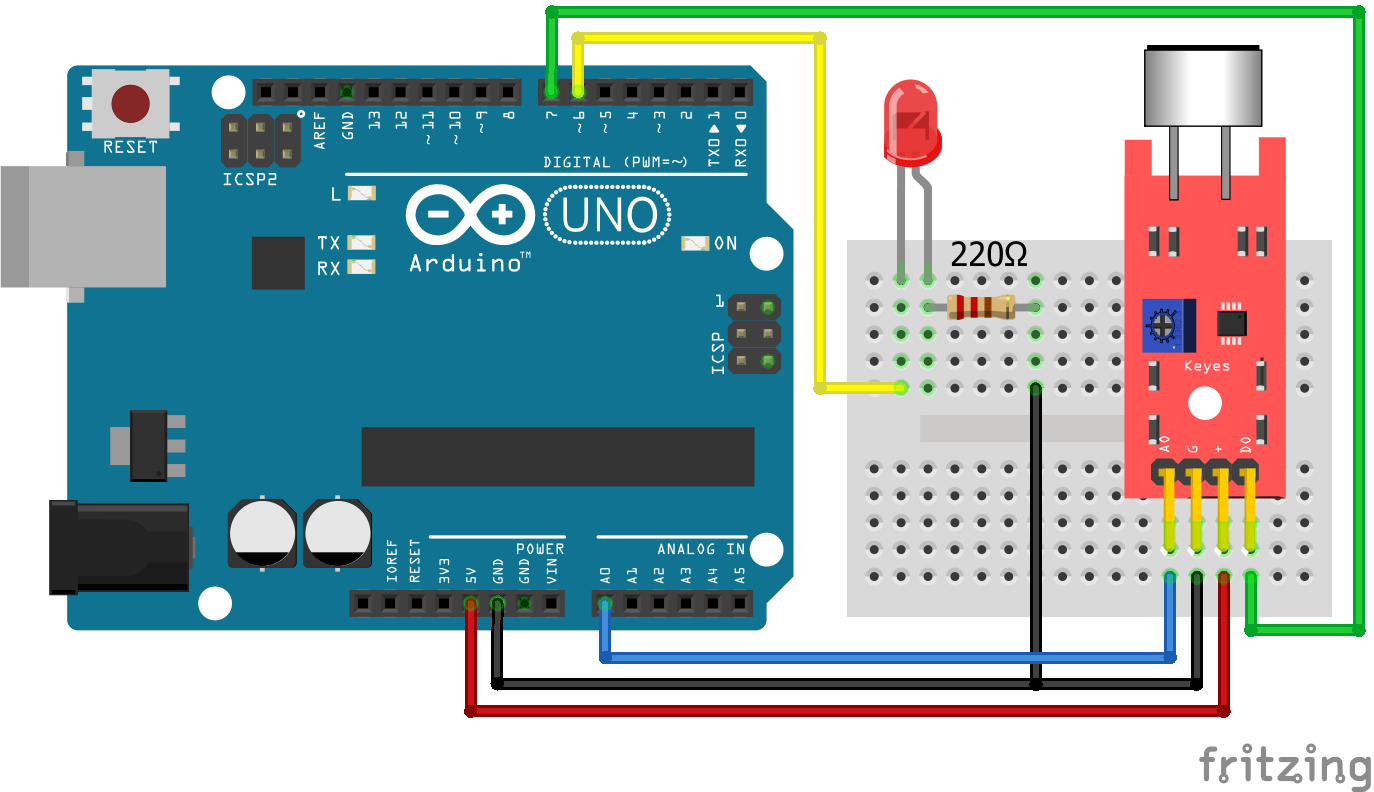 RESET
ICSP2
AREF
GND
13
12
~11
~10
~9
8
7
~6
~5
4
~3
2
TX0▶1
RX0◀0
DIGITAL (PWM=~)
L
TX
RX
Arduino™
UNO
ON
1
ICSP
220Ω
Keyes
A0
G
+
D0
POWER
ANALOG IN
IOREF
RESET
3V3
5V
GND
GND
VIN
A0
A1
A2
A3
A4
A5
fritzing